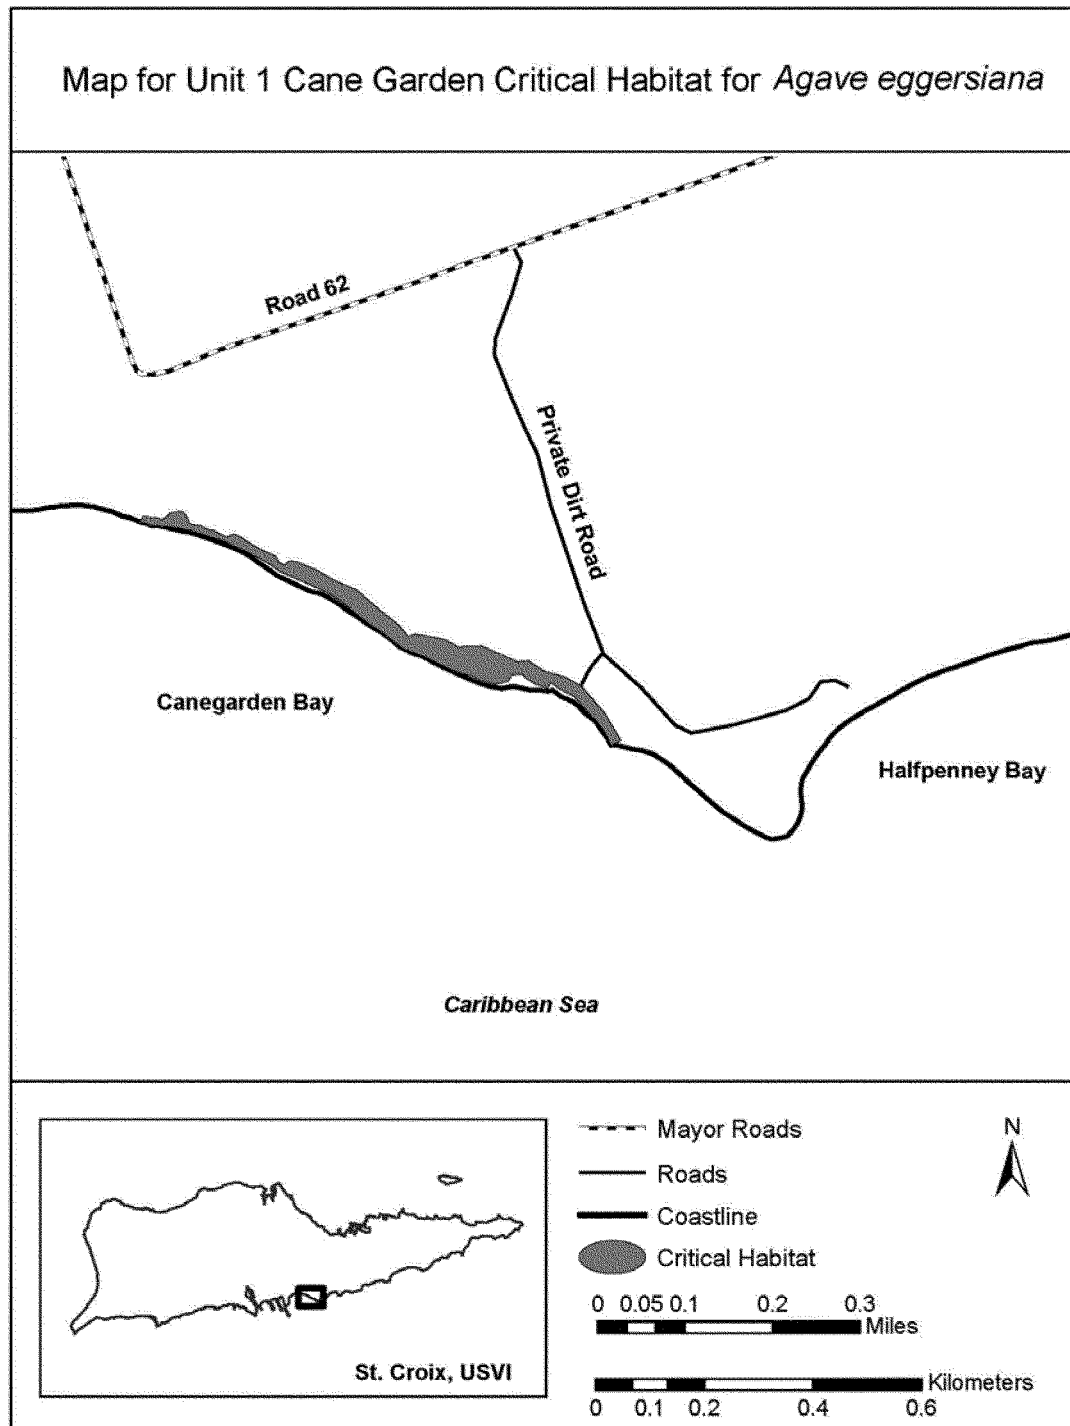 Map for Unit 1 Cane Garden Critical Habitat for Agave eggersiana
Road 62
Private Dirt Road
Canegarden Bay
Halfpenney Bay
Caribbean Sea
St. Croix, USVI
Mayor Roads
Roads
Coastline
Critical Habitat
N
0 0.05 0.1 0.2 0.3
Miles
Kilometers
0 0.1 0.2 0.4 0.6